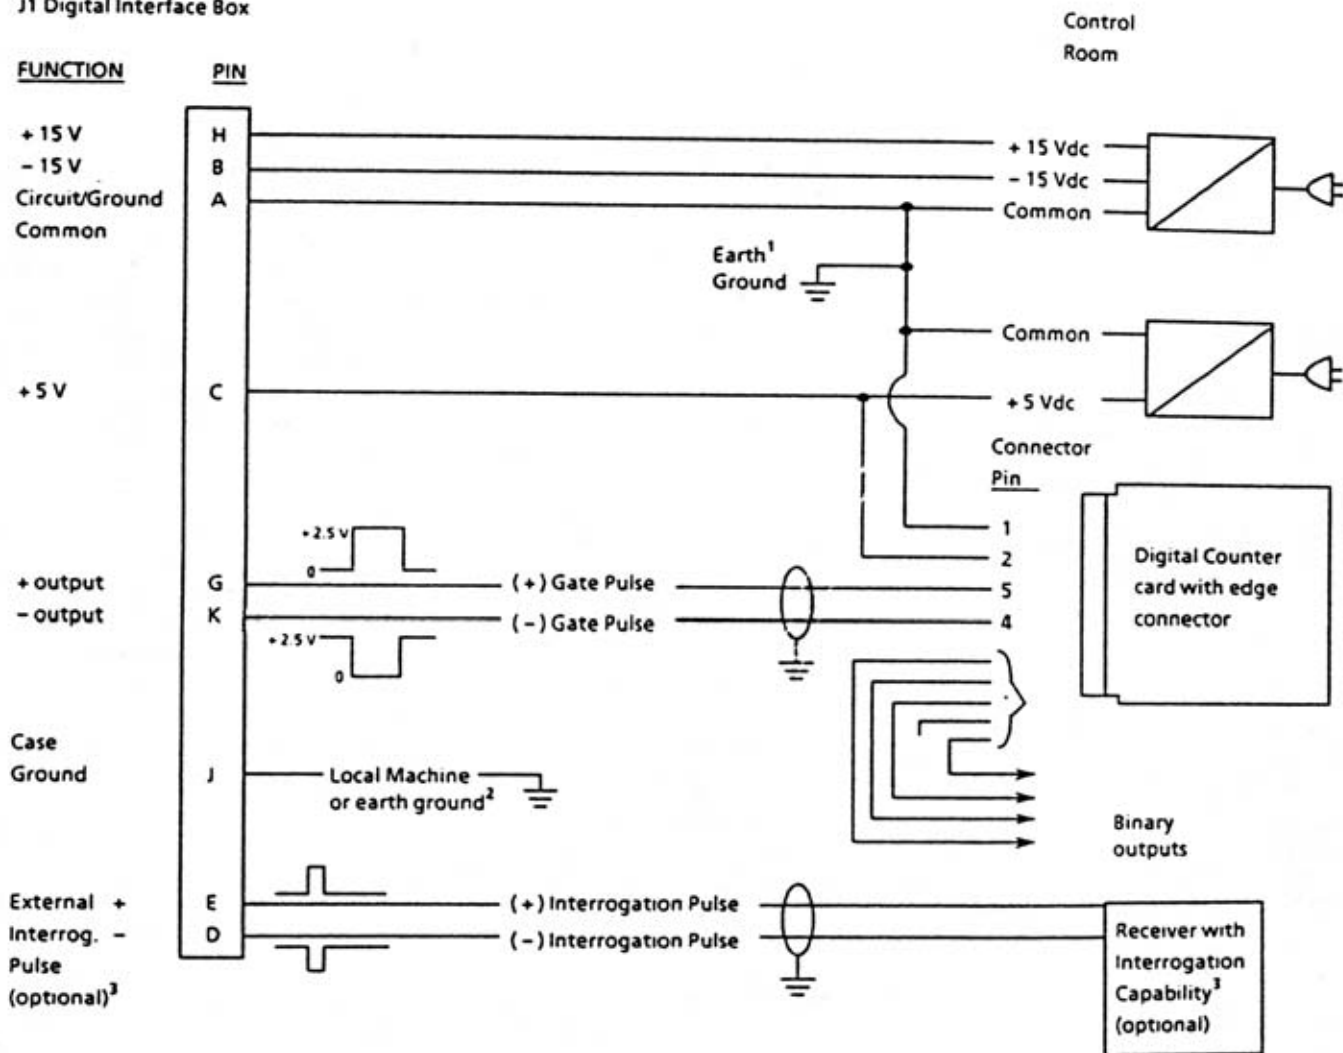 J1 Digital Interface Box
Control
Room
FUNCTION PIN
+ 15 V H + 15 Vdc
– 15 V B – 15 Vdc
Circuit/Ground A Common
Common
Earth¹
Ground
Common
+ 5 V C + 5 Vdc
Connector
Pin
1
2
+2.5 V
0
+ output G (+) Gate Pulse 5
– output K (–) Gate Pulse 4
+2.5 V
0
Digital Counter
card with edge
connector
Case
Ground J Local Machine
or earth ground²
Binary
outputs
External + E (+) Interrogation Pulse
Interrog. – D (–) Interrogation Pulse
Pulse
(optional)³
Receiver with
Interrogation
Capability³
(optional)